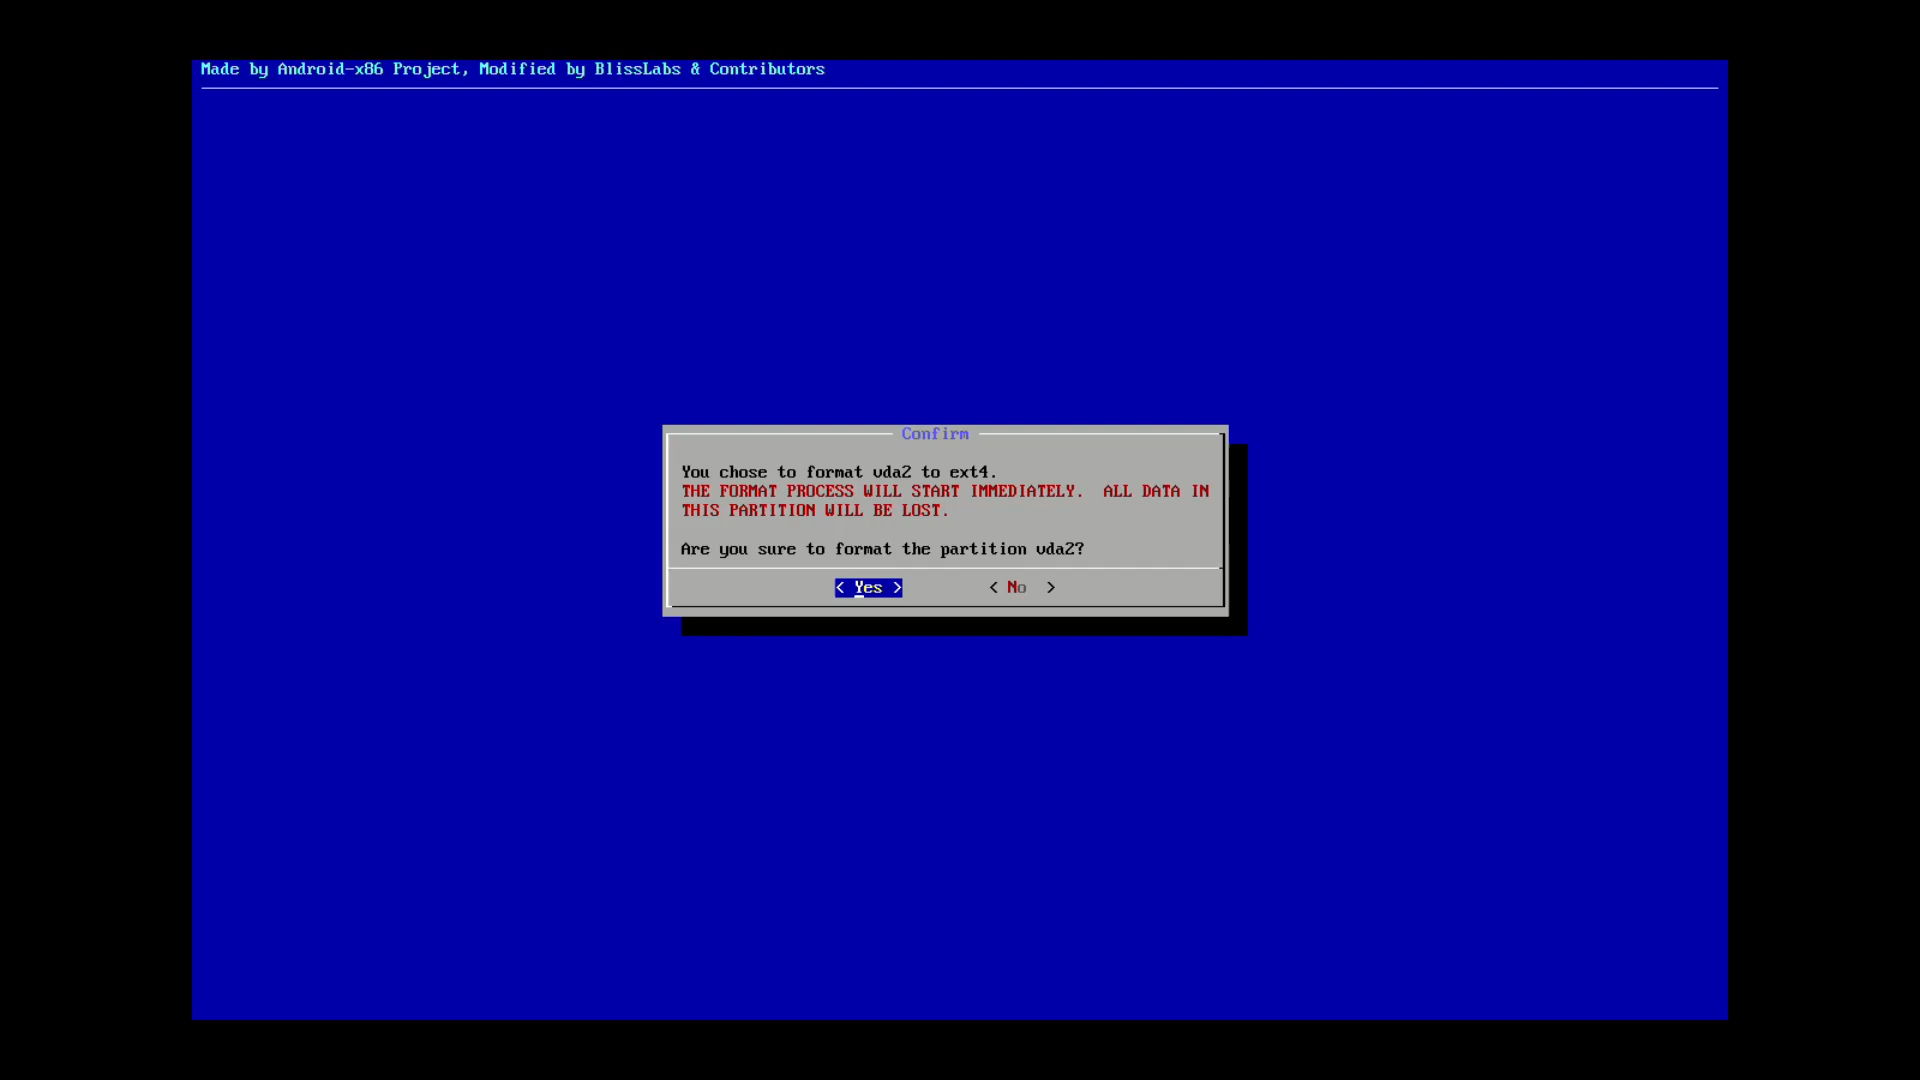 Made by Android-x86 Project, Modified by BlissLabs & Contributors
Confirm
You chose to format vda2 to ext4.
THE FORMAT PROCESS WILL START IMMEDIATELY.  ALL DATA IN
THIS PARTITION WILL BE LOST.
Are you sure to format the partition vda2?
< Yes > < No >